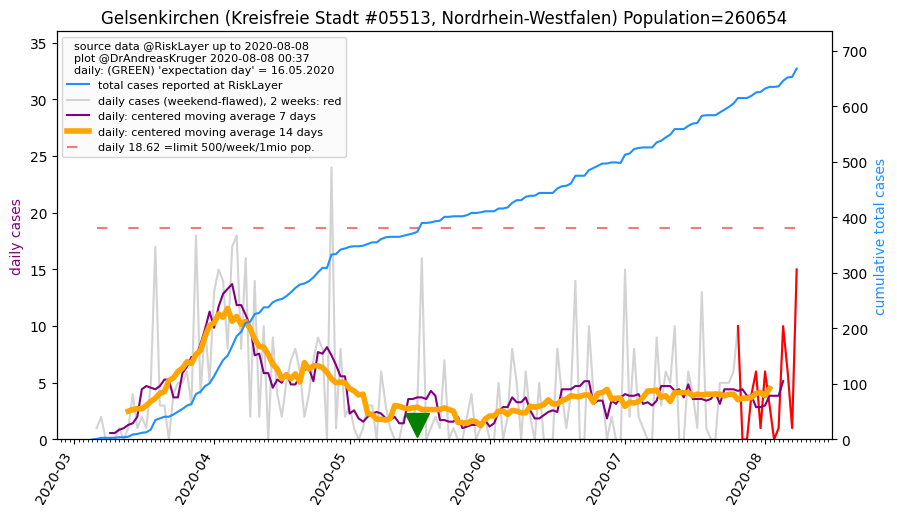 Gelsenkirchen (Kreisfreie Stadt #05513, Nordrhein-Westfalen) Population=260654
source data @RiskLayer up to 2020-08-08
plot @DrAndreasKruger 2020-08-08 00:37
daily: (GREEN) 'expectation day' = 16.05.2020
total cases reported at RiskLayer
daily cases (weekend-flawed), 2 weeks: red
daily: centered moving average 7 days
daily: centered moving average 14 days
daily 18.62 =limit 500/week/1mio pop.
daily cases
35
30
25
20
15
10
5
0
cumulative total cases
700
600
500
400
300
200
100
0
2020-03
2020-04
2020-05
2020-06
2020-07
2020-08